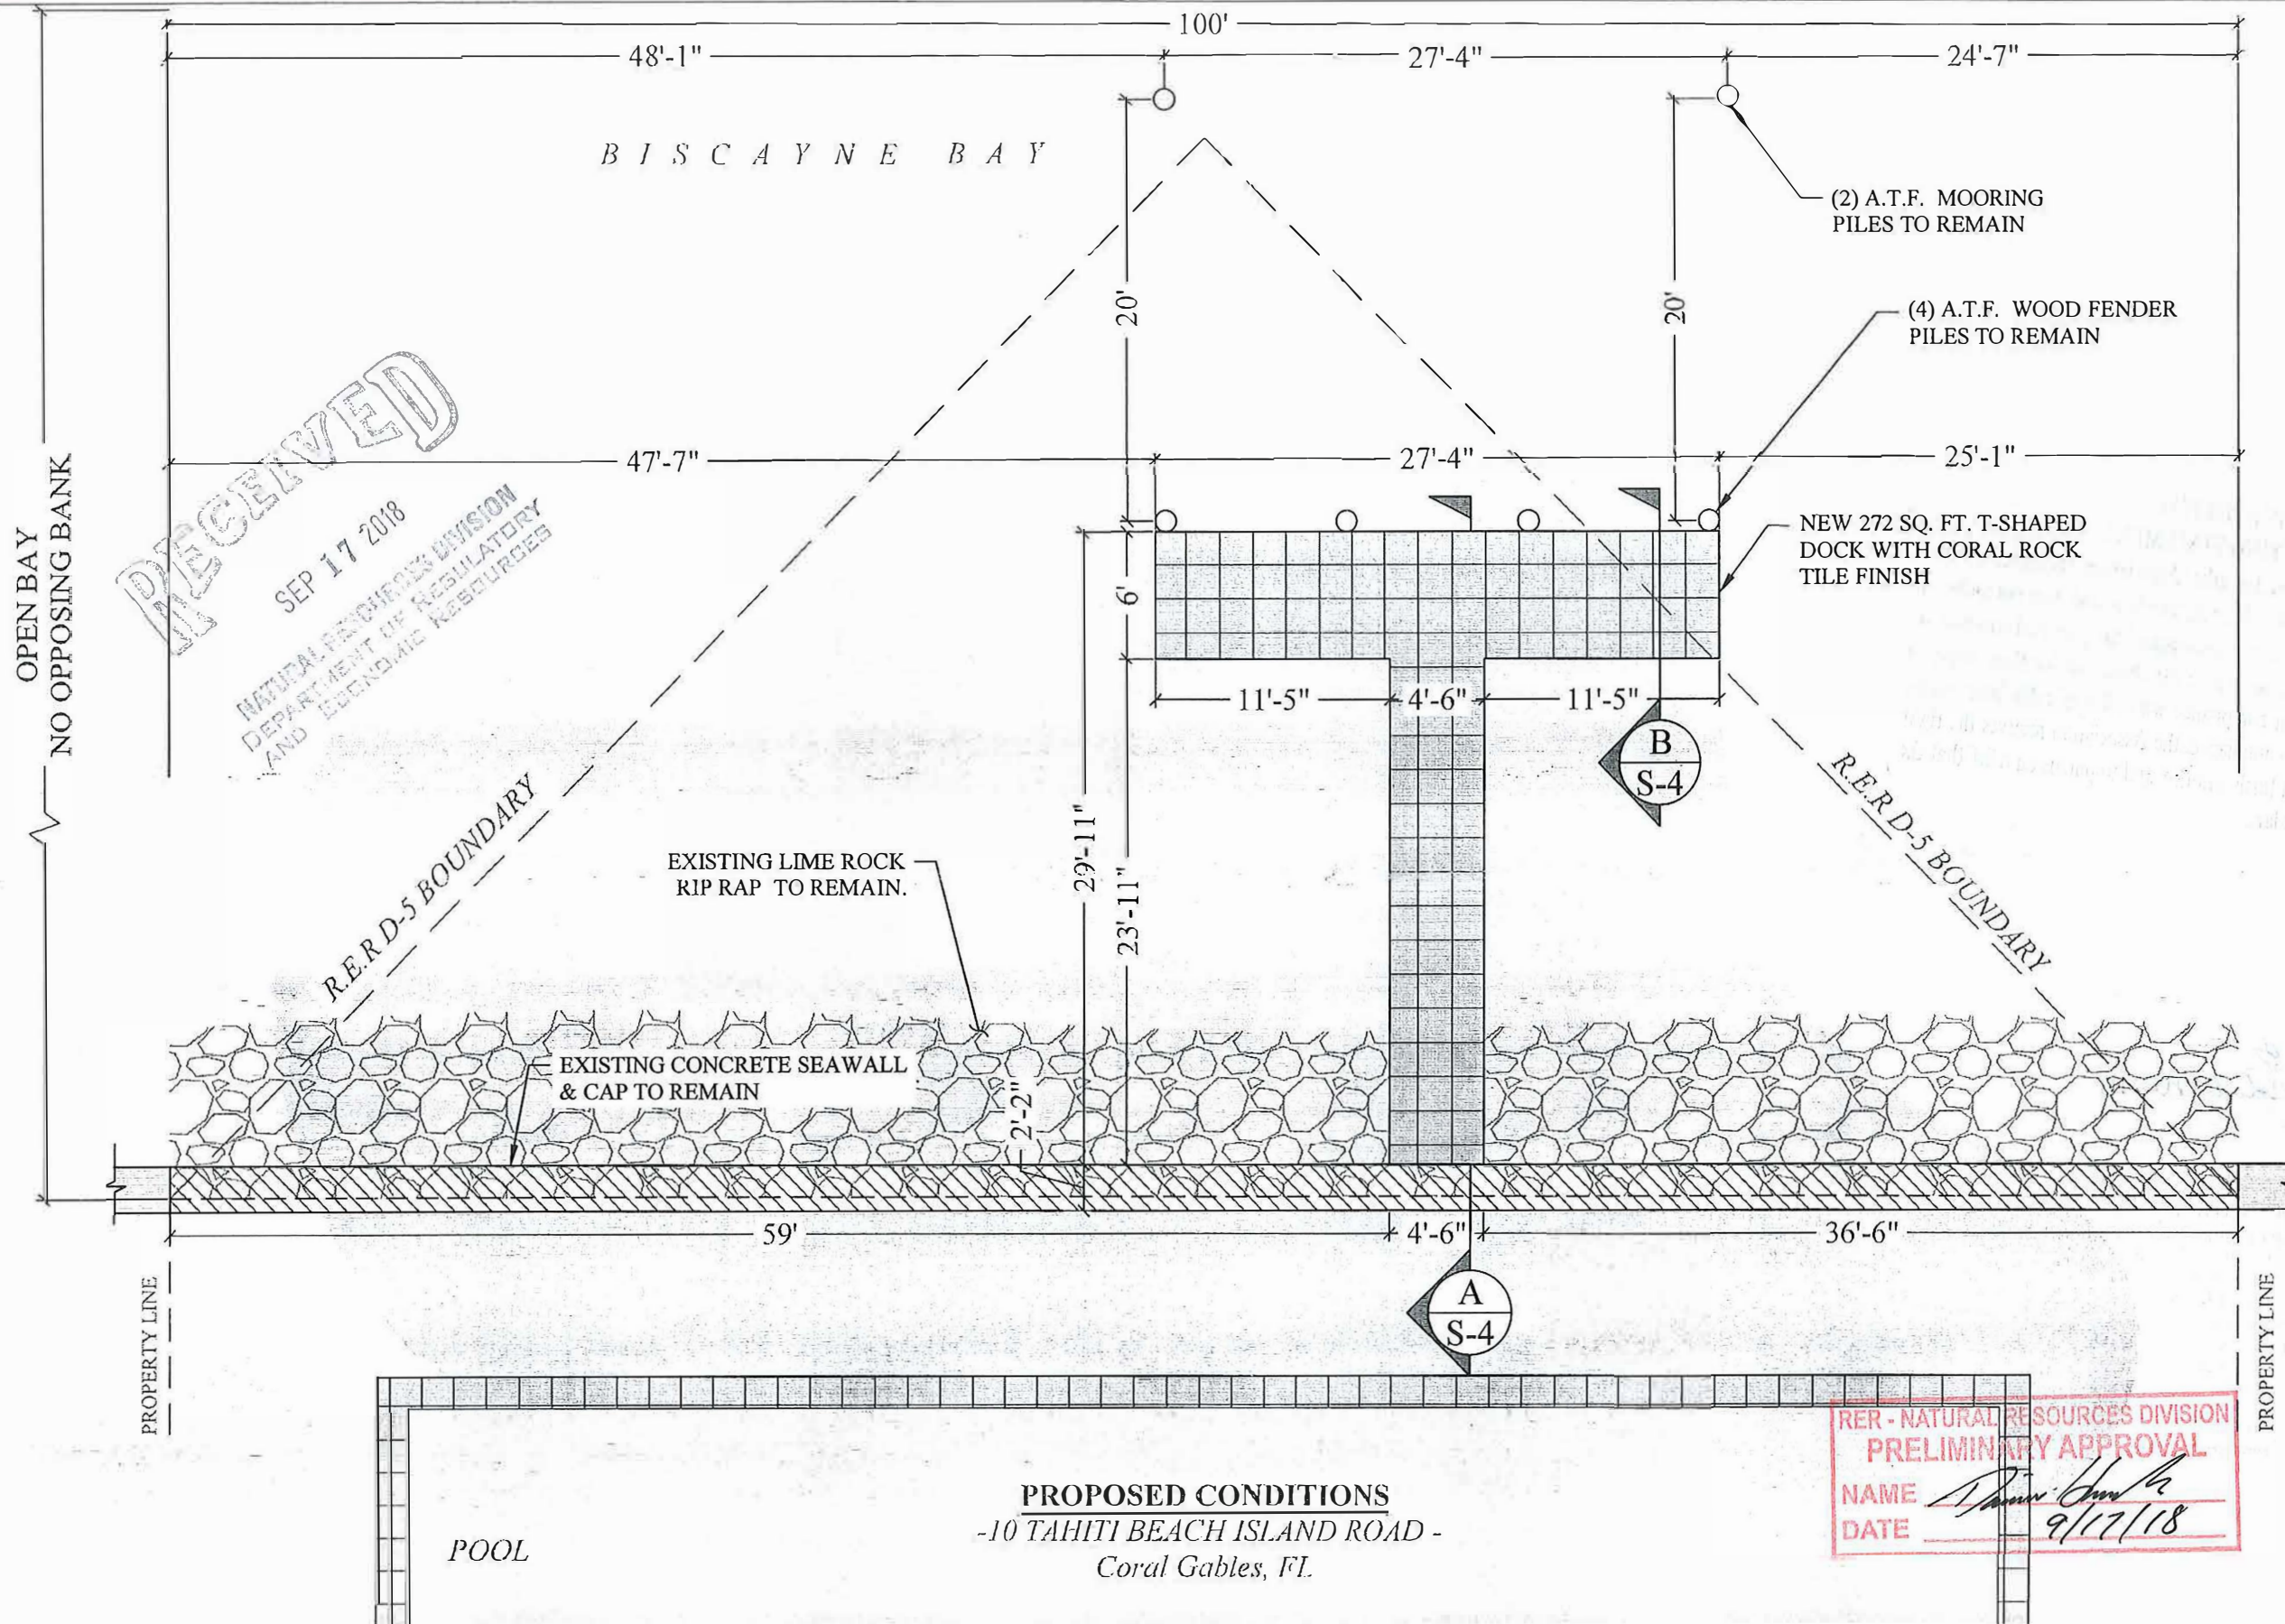 100'
48'-1"
27'-4"
24'-7"
BISCAYNE BAY
(2) A.T.F. MOORING
PILES TO REMAIN
20'
20'
(4) A.T.F. WOOD FENDER
PILES TO REMAIN
OPEN BAY
NO OPPOSING BANK
RECEIVED
SEP 17 2018
NATURAL RESOURCES DIVISION
DEPARTMENT OF REGULATORY
AND ECONOMIC RESOURCES
47'-7"
27'-4"
25'-1"
NEW 272 SQ. FT. T-SHAPED
DOCK WITH CORAL ROCK
TILE FINISH
6'
11'-5"
4'-6"
11'-5"
B
S-4
R.E.R D-5 BOUNDARY
R.E.R D-5 BOUNDARY
29'-11"
23'-11"
EXISTING LIME ROCK
RIP RAP TO REMAIN.
EXISTING CONCRETE SEAWALL
& CAP TO REMAIN
2'-2"
59'
4'-6"
36'-6"
PROPERTY LINE
PROPERTY LINE
A
S-4
POOL
PROPOSED CONDITIONS
-10 TAHITI BEACH ISLAND ROAD -
Coral Gables, FL
RER - NATURAL RESOURCES DIVISION
PRELIMINARY APPROVAL
NAME
DATE 9/17/18